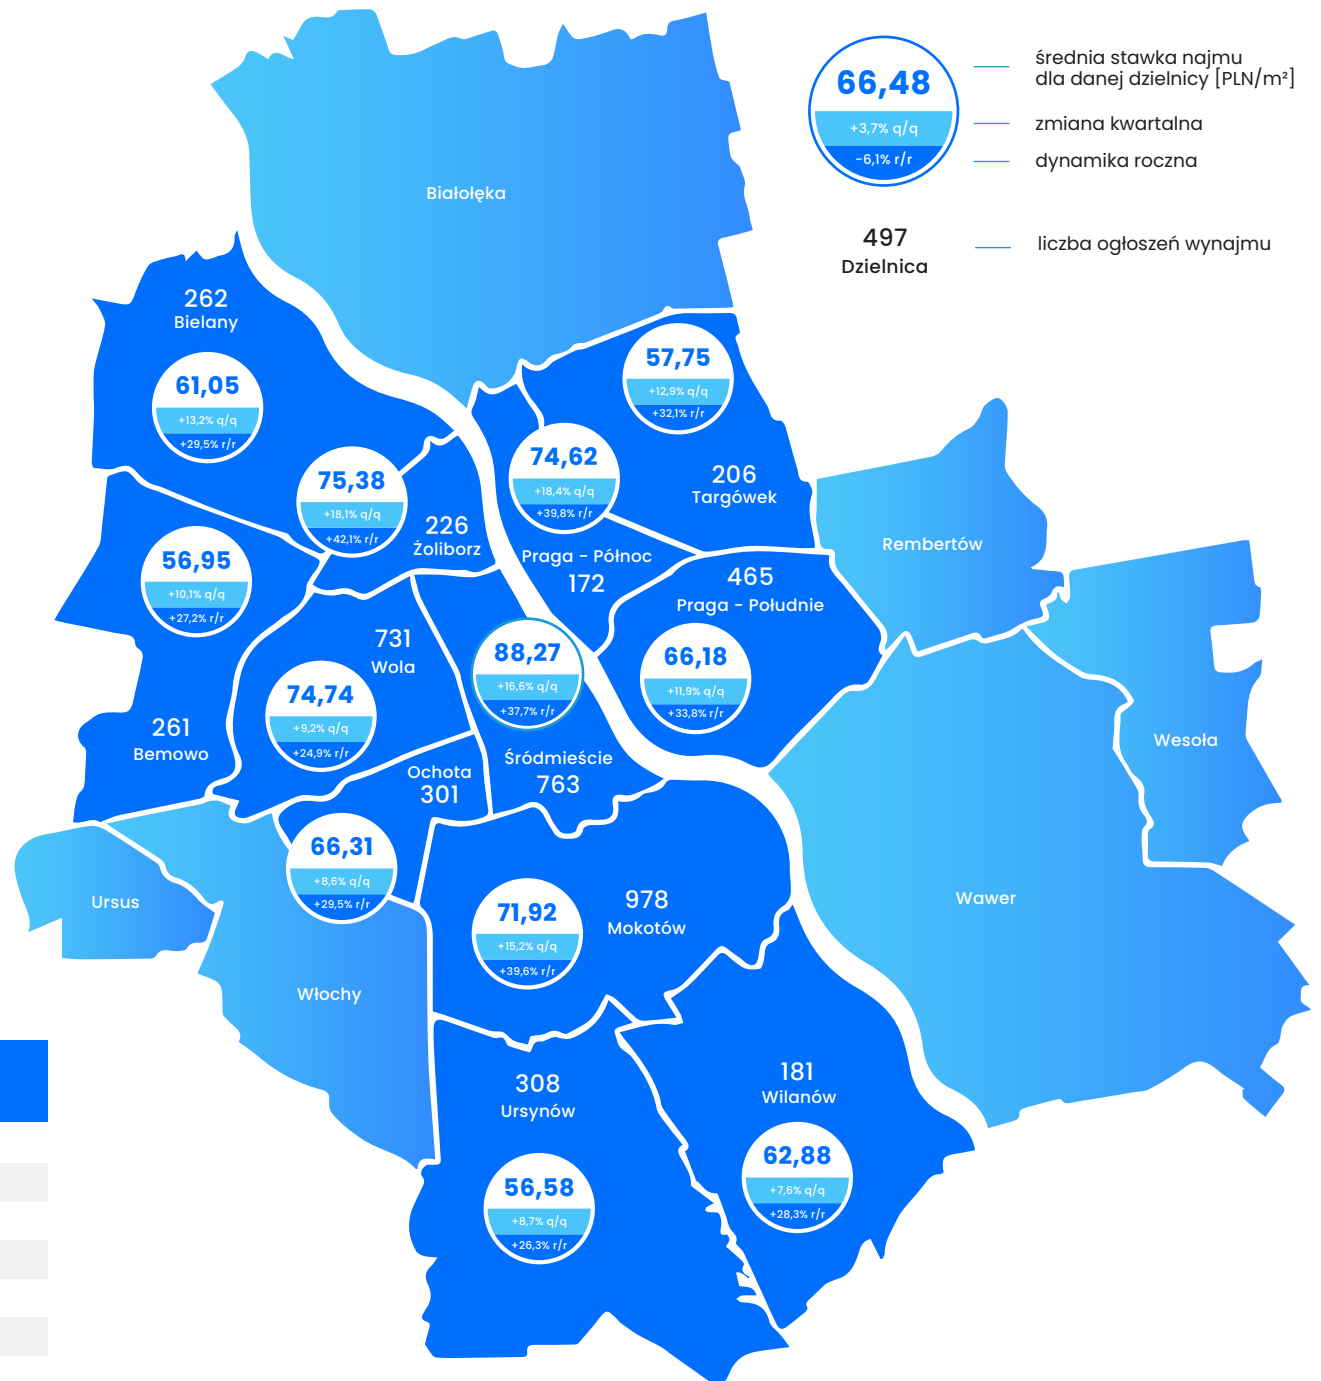 66,48
+3,7% q/q
-6,1% r/r
średnia stawka najmu
dla danej dzielnicy [PLN/m²]
zmiana kwartalna
dynamika roczna
497
Dzielnica
liczba ogłoszeń wynajmu
Białołęka
262
Bielany
61,05
+13,2% q/q
+29,5% r/r
57,75
+12,9% q/q
+32,1% r/r
206
Targówek
75,38
+18,1% q/q
+42,1% r/r
226
Żoliborz
74,62
+18,4% q/q
+39,8% r/r
Praga - Północ
172
Rembertów
56,95
+10,1% q/q
+27,2% r/r
261
Bemowo
465
Praga - Południe
66,18
+11,9% q/q
+33,8% r/r
731
Wola
74,74
+9,2% q/q
+24,9% r/r
88,27
+16,6% q/q
+37,7% r/r
Śródmieście
763
Wesoła
Ochota
301
66,31
+8,6% q/q
+29,5% r/r
Ursus
Włochy
71,92
+15,2% q/q
+39,6% r/r
978
Mokotów
Wawer
308
Ursynów
56,58
+8,7% q/q
+26,3% r/r
181
Wilanów
62,88
+7,6% q/q
+28,3% r/r